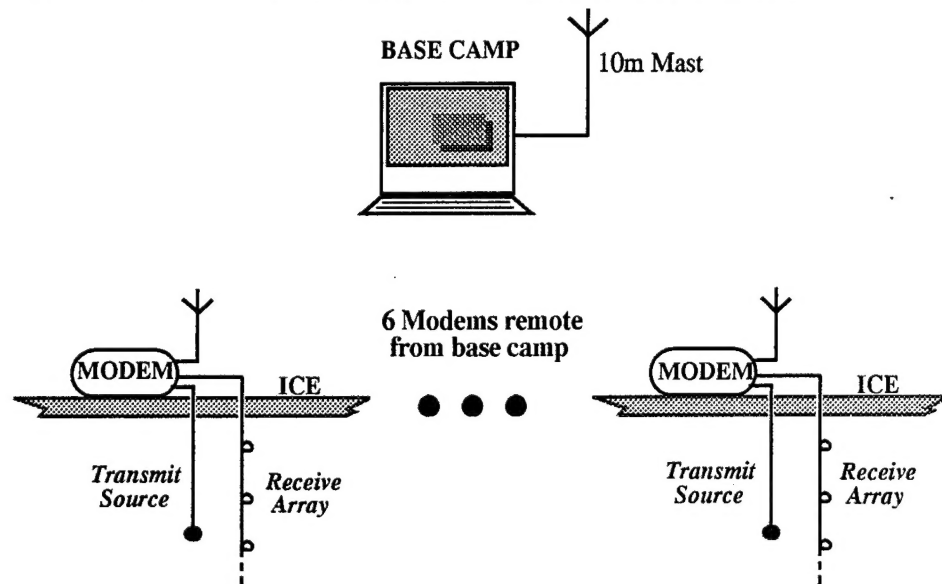 BASE CAMP
10m Mast
6 Modems remote
from base camp
MODEM
ICE
Transmit
Source
Receive
Array
MODEM
ICE
Transmit
Source
Receive
Array